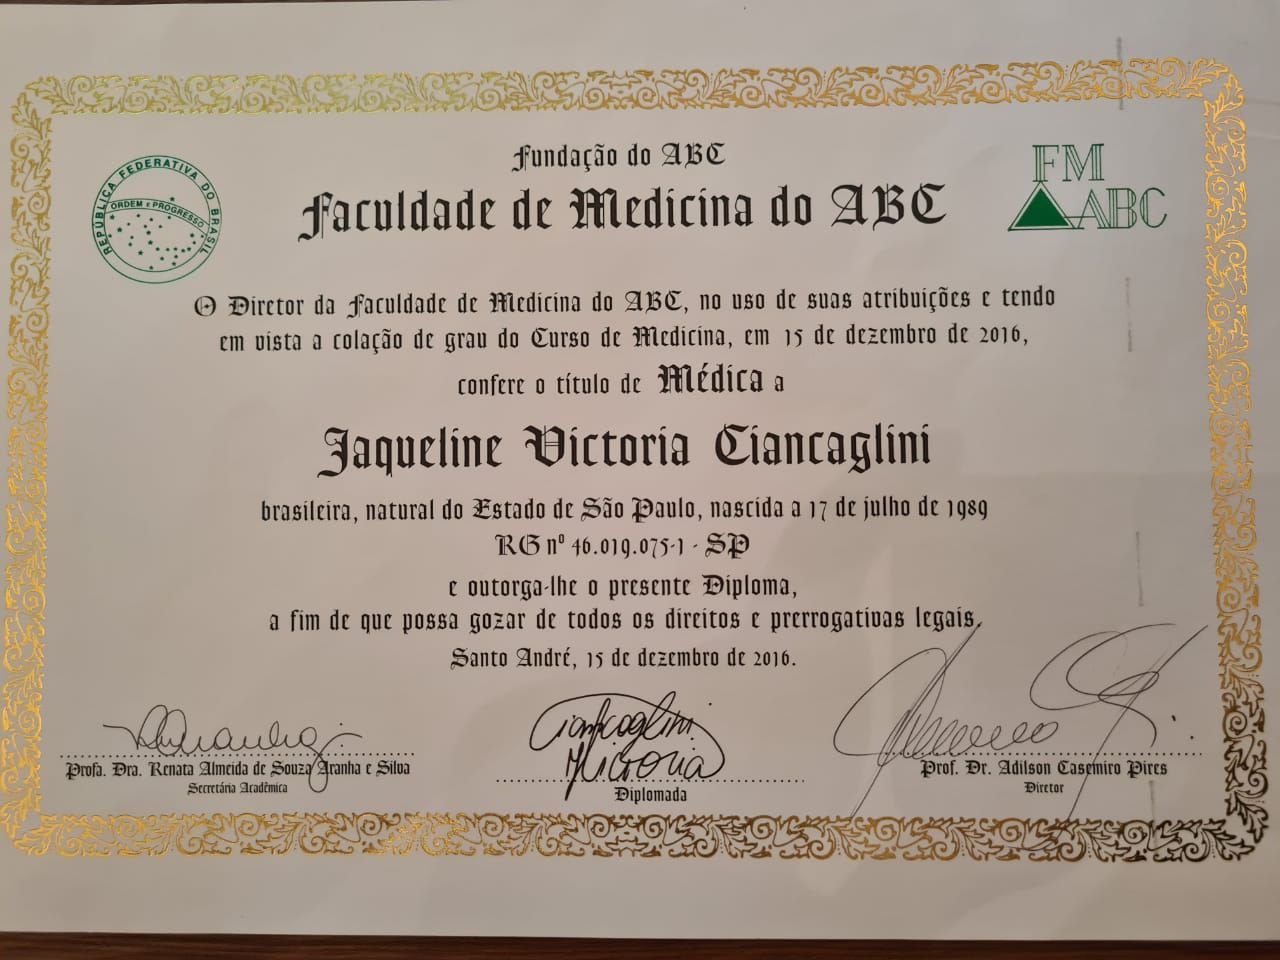 REPÚBLICA FEDERATIVA DO BRASIL
ORDEM E PROGRESSO
Fundação do ABC
Faculdade de Medicina do ABC
FM
ABC
O Diretor da Faculdade de Medicina do ABC, no uso de suas atribuições e tendo
em vista a colação de grau do Curso de Medicina, em 15 de dezembro de 2016,
confere o título de Médica a
Jaqueline Victoria Ciancaglini
brasileira, natural do Estado de São Paulo, nascida a 17 de julho de 1989
RG nº 46.019.075-1 - SP
e outorga-lhe o presente Diploma,
a fim de que possa gozar de todos os direitos e prerrogativas legais.
Santo André, 15 de dezembro de 2016.
Ciancaglini
Victoria
Profa. Dra. Renata Almeida de Souza Aranha e Silva
Secretária Acadêmica
Diplomada
Prof. Dr. Adilson Casemiro Pires
Diretor